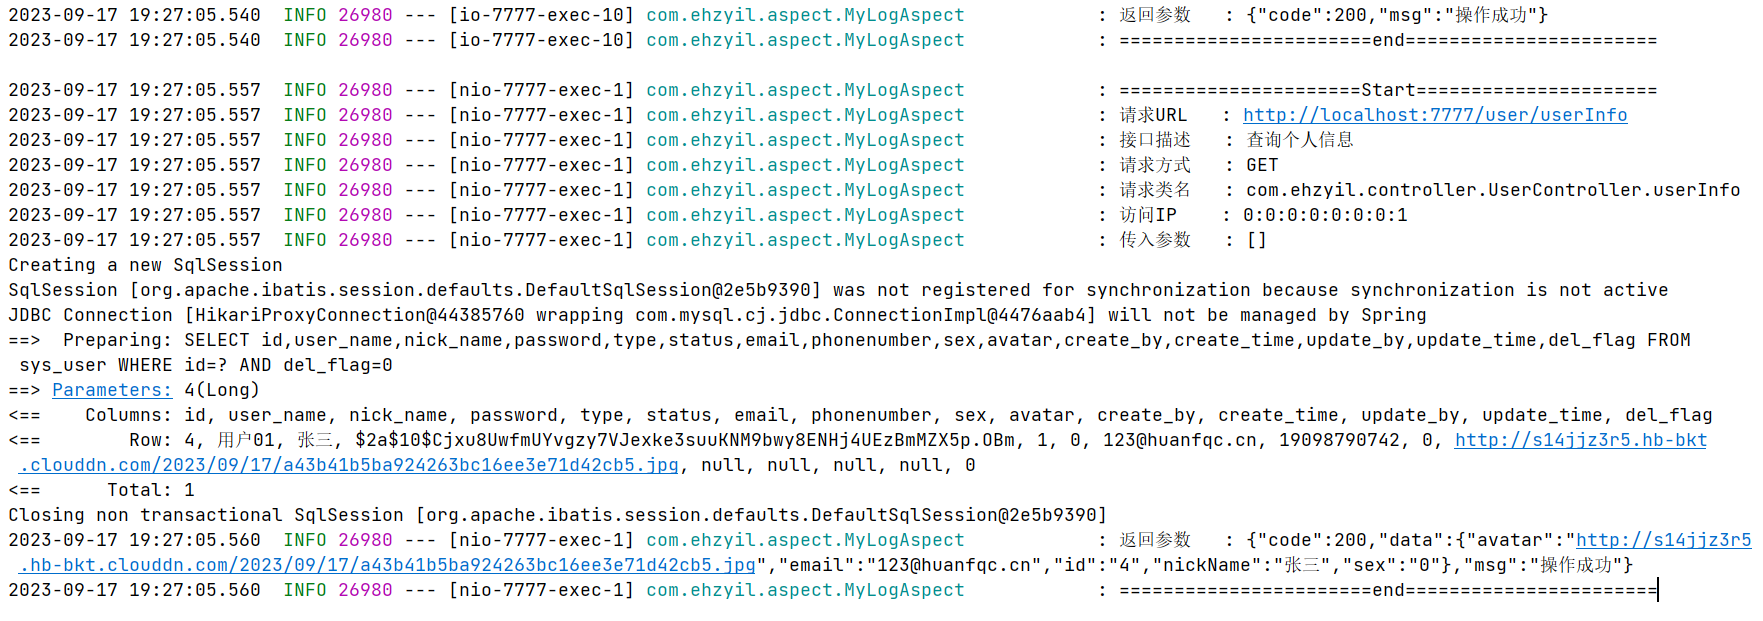 2023-09-17 19:27:05.540  INFO 26980 --- [io-7777-exec-10] com.ehzyil.aspect.MyLogAspect            : 返回参数   : {"code":200,"msg":"操作成功"}
2023-09-17 19:27:05.540  INFO 26980 --- [io-7777-exec-10] com.ehzyil.aspect.MyLogAspect            : =======================end=======================
2023-09-17 19:27:05.557  INFO 26980 --- [nio-7777-exec-1] com.ehzyil.aspect.MyLogAspect            : ======================Start======================
2023-09-17 19:27:05.557  INFO 26980 --- [nio-7777-exec-1] com.ehzyil.aspect.MyLogAspect            : 请求URL   : http://localhost:7777/user/userInfo
2023-09-17 19:27:05.557  INFO 26980 --- [nio-7777-exec-1] com.ehzyil.aspect.MyLogAspect            : 接口描述   : 查询个人信息
2023-09-17 19:27:05.557  INFO 26980 --- [nio-7777-exec-1] com.ehzyil.aspect.MyLogAspect            : 请求方式   : GET
2023-09-17 19:27:05.557  INFO 26980 --- [nio-7777-exec-1] com.ehzyil.aspect.MyLogAspect            : 请求类名   : com.ehzyil.controller.UserController.userInfo
2023-09-17 19:27:05.557  INFO 26980 --- [nio-7777-exec-1] com.ehzyil.aspect.MyLogAspect            : 访问IP    : 0:0:0:0:0:0:0:1
2023-09-17 19:27:05.557  INFO 26980 --- [nio-7777-exec-1] com.ehzyil.aspect.MyLogAspect            : 传入参数   : []
Creating a new SqlSession
SqlSession [org.apache.ibatis.session.defaults.DefaultSqlSession@2e5b9390] was not registered for synchronization because synchronization is not active
JDBC Connection [HikariProxyConnection@44385760 wrapping com.mysql.cj.jdbc.ConnectionImpl@4476aab4] will not be managed by Spring
==>  Preparing: SELECT id,user_name,nick_name,password,type,status,email,phonenumber,sex,avatar,create_by,create_time,update_by,update_time,del_flag FROM
sys_user WHERE id=? AND del_flag=0
==> Parameters: 4(Long)
<==    Columns: id, user_name, nick_name, password, type, status, email, phonenumber, sex, avatar, create_by, create_time, update_by, update_time, del_flag
<==        Row: 4, 用户01, 张三, $2a$10$Cjxu8UwfmUYvgzy7VJexke3suuKNM9bwy8ENHj4UEzBmMZX5p.OBm, 1, 0, 123@huanfqc.cn, 19098790742, 0, http://s14jjz3r5.hb-bkt
.clouddn.com/2023/09/17/a43b41b5ba924263bc16ee3e71d42cb5.jpg, null, null, null, null, 0
<==      Total: 1
Closing non transactional SqlSession [org.apache.ibatis.session.defaults.DefaultSqlSession@2e5b9390]
2023-09-17 19:27:05.560  INFO 26980 --- [nio-7777-exec-1] com.ehzyil.aspect.MyLogAspect            : 返回参数   : {"code":200,"data":{"avatar":"http://s14jjz3r5
.hb-bkt.clouddn.com/2023/09/17/a43b41b5ba924263bc16ee3e71d42cb5.jpg","email":"123@huanfqc.cn","id":"4","nickName":"张三","sex":"0"},"msg":"操作成功"}
2023-09-17 19:27:05.560  INFO 26980 --- [nio-7777-exec-1] com.ehzyil.aspect.MyLogAspect            : =======================end=======================